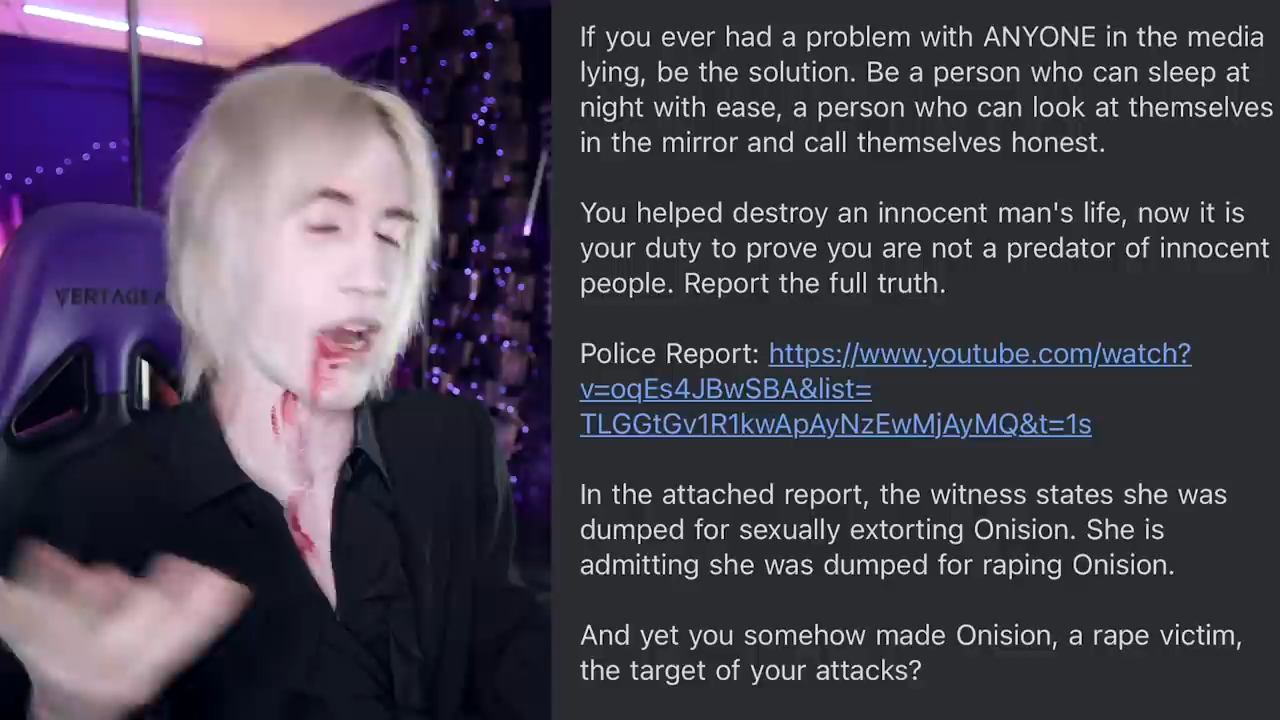 If you ever had a problem with ANYONE in the media
lying, be the solution. Be a person who can sleep at
night with ease, a person who can look at themselves
in the mirror and call themselves honest.
You helped destroy an innocent man's life, now it is
your duty to prove you are not a predator of innocent
people. Report the full truth.
Police Report: https://www.youtube.com/watch?
v=oqEs4JBwSBA&list=
TLGGtGv1R1kwApAyNzEwMjAyMQ&t=1s
In the attached report, the witness states she was
dumped for sexually extorting Onision. She is
admitting she was dumped for raping Onision.
And yet you somehow made Onision, a rape victim,
the target of your attacks?
VERTAGEA